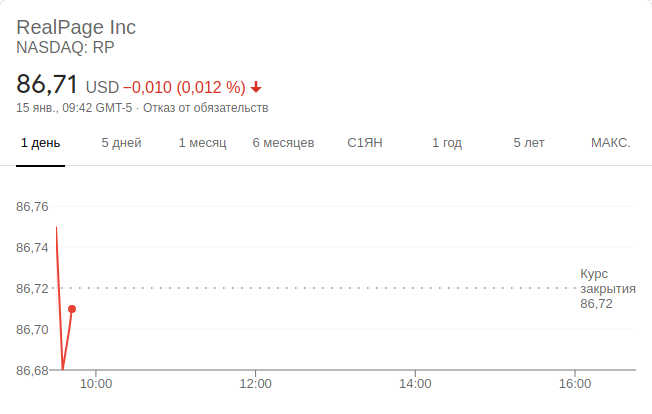 RealPage Inc
NASDAQ: RP
86,71 USD −0,010 (0,012 %)
15 янв., 09:42 GMT-5 · Отказ от обязательств
1 день 5 дней 1 месяц 6 месяцев С1ЯН 1 год 5 лет МАКС.
86,76
86,74
Курс
86,72 закрытия
86,72
86,70
86,68
10:00 12:00 14:00 16:00